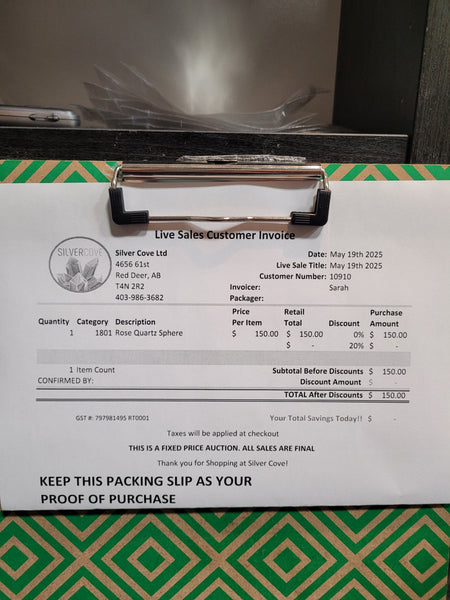 Live Sales Customer Invoice
SILVERCOVE
Silver Cove Ltd
4656 61st
Red Deer, AB
T4N 2R2
403-986-3682
Date: May 19th 2025
Live Sale Title: May 19th 2025
Customer Number: 10910
Invoicer: Sarah
Packager:
Quantity Category Description Price Per Item Retail Total Discount Purchase Amount
1 1801 Rose Quartz Sphere $ 150.00 $ 150.00 0% $ 150.00
$ - 20% $ -
1 Item Count Subtotal Before Discounts $ 150.00
CONFIRMED BY: Discount Amount $ -
TOTAL After Discounts $ 150.00
GST #: 797981495 RT0001 Your Total Savings Today!! $ -
Taxes will be applied at checkout
THIS IS A FIXED PRICE AUCTION. ALL SALES ARE FINAL
Thank you for Shopping at Silver Cove!
KEEP THIS PACKING SLIP AS YOUR
PROOF OF PURCHASE